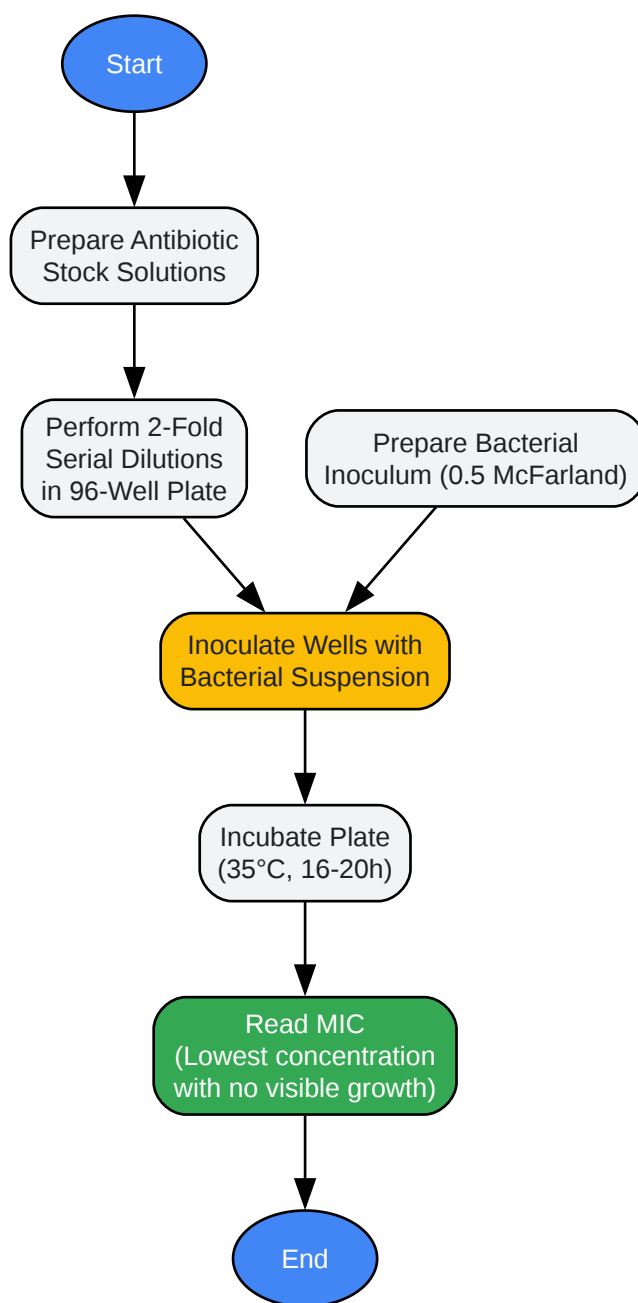 Start
Prepare Antibiotic
Stock Solutions
Perform 2-Fold
Serial Dilutions
in 96-Well Plate
Prepare Bacterial
Inoculum (0.5 McFarland)
Inoculate Wells with
Bacterial Suspension
Incubate Plate
(35°C, 16-20h)
Read MIC
(Lowest concentration
with no visible growth)
End